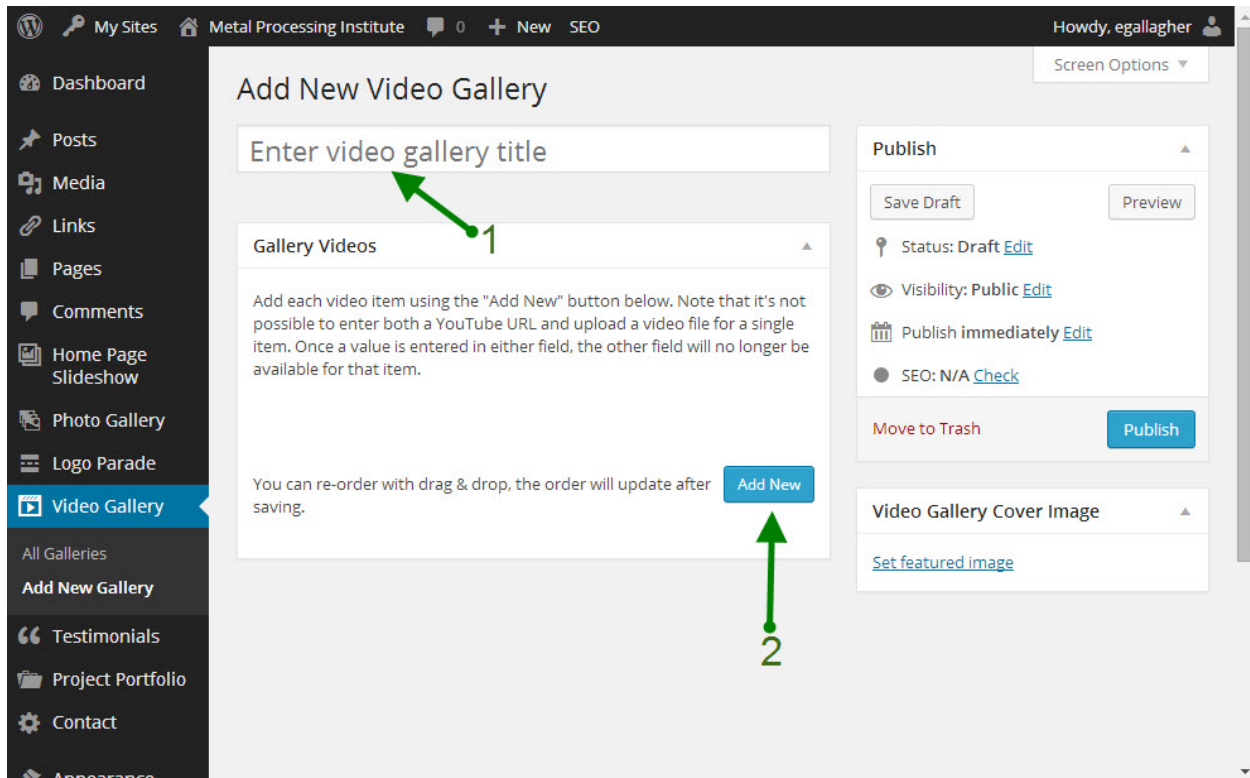 My Sites Metal Processing Institute 0 + New SEO Howdy, egallagher
Screen Options
Dashboard
Posts
Media
Links
Pages
Comments
Home Page
Slideshow
Photo Gallery
Logo Parade
Video Gallery
All Galleries
Add New Gallery
Testimonials
Project Portfolio
Contact
Appearance
Add New Video Gallery
Enter video gallery title
1
Gallery Videos
Add each video item using the "Add New" button below. Note that it's not
possible to enter both a YouTube URL and upload a video file for a single
item. Once a value is entered in either field, the other field will no longer be
available for that item.
You can re-order with drag & drop, the order will update after
saving.
Add New
2
Publish
Save Draft Preview
Status: Draft Edit
Visibility: Public Edit
Publish immediately Edit
SEO: N/A Check
Move to Trash Publish
Video Gallery Cover Image
Set featured image